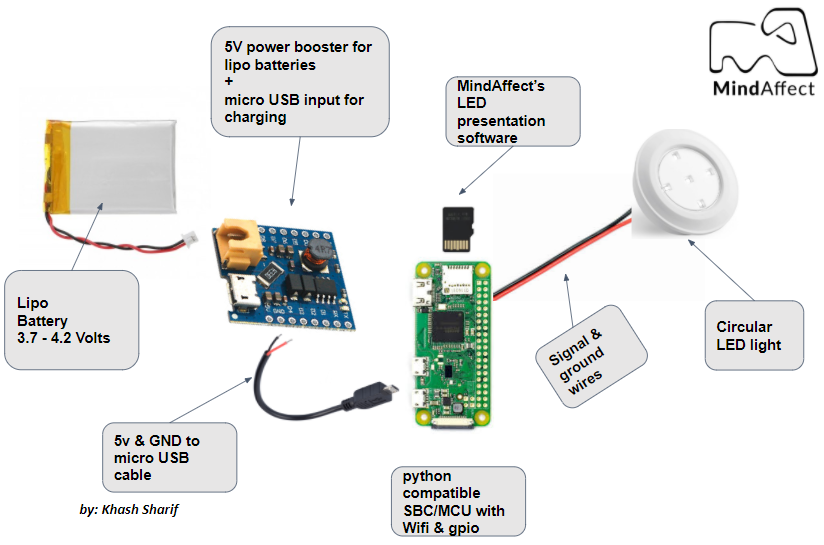 5V power booster for
lipo batteries
+
micro USB input for
charging
MindAffect's
LED
presentation
software
MindAffect
Lipo
Battery
3.7 - 4.2 Volts
Signal &
ground
wires
Circular
LED light
5v & GND to
micro USB
cable
python
compatible
SBC/MCU with
Wifi & gpio
by: Khash Sharif